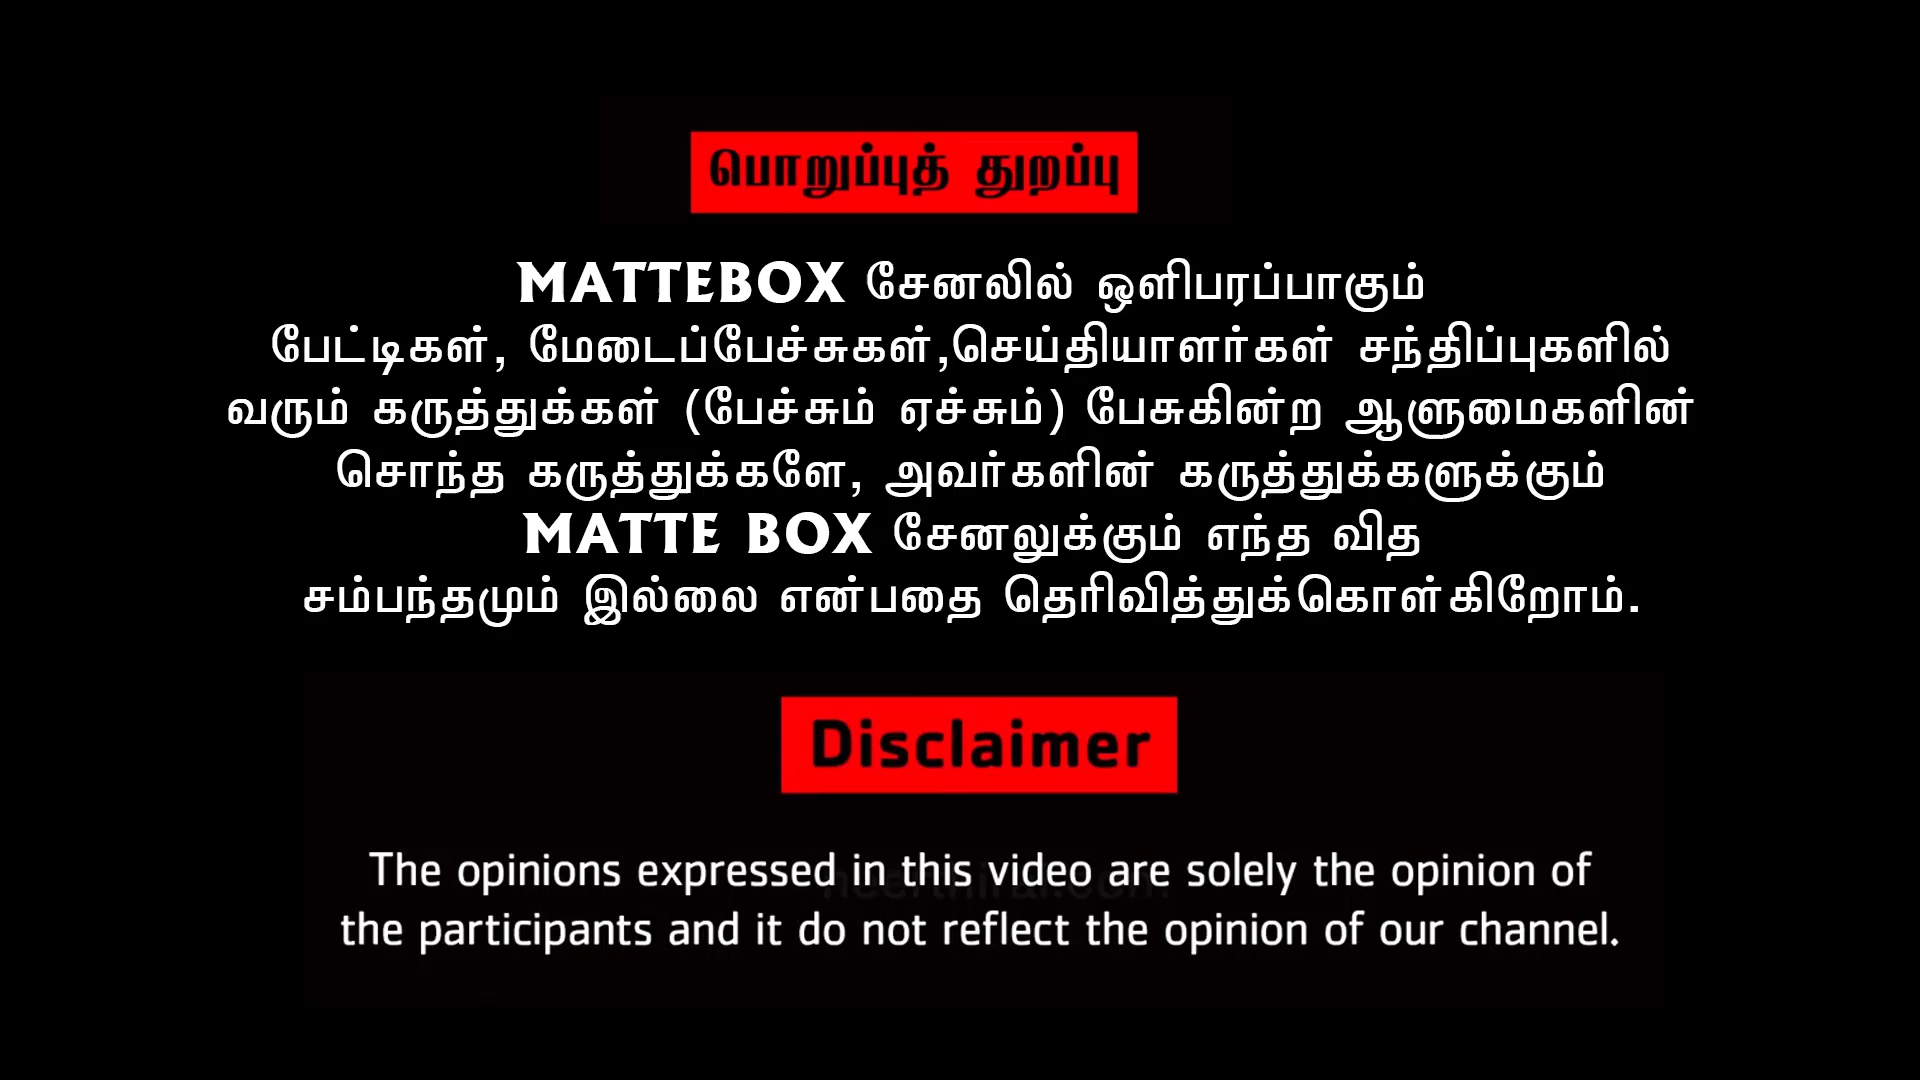 பொறுப்புத் துறப்பு
MATTEBOX சேனலில் ஒளிபரப்பாகும்
பேட்டிகள், மேடைப்பேச்சுகள்,செய்தியாளர்கள் சந்திப்புகளில்
வரும் கருத்துக்கள் (பேச்சும் ஏச்சும்) பேசுகின்ற ஆளுமைகளின்
சொந்த கருத்துக்களே, அவர்களின் கருத்துக்களுக்கும்
MATTE BOX சேனலுக்கும் எந்த வித
சம்பந்தமும் இல்லை என்பதை தெரிவித்துக்கொள்கிறோம்.
Disclaimer
The opinions expressed in this video are solely the opinion of
the participants and it do not reflect the opinion of our channel.